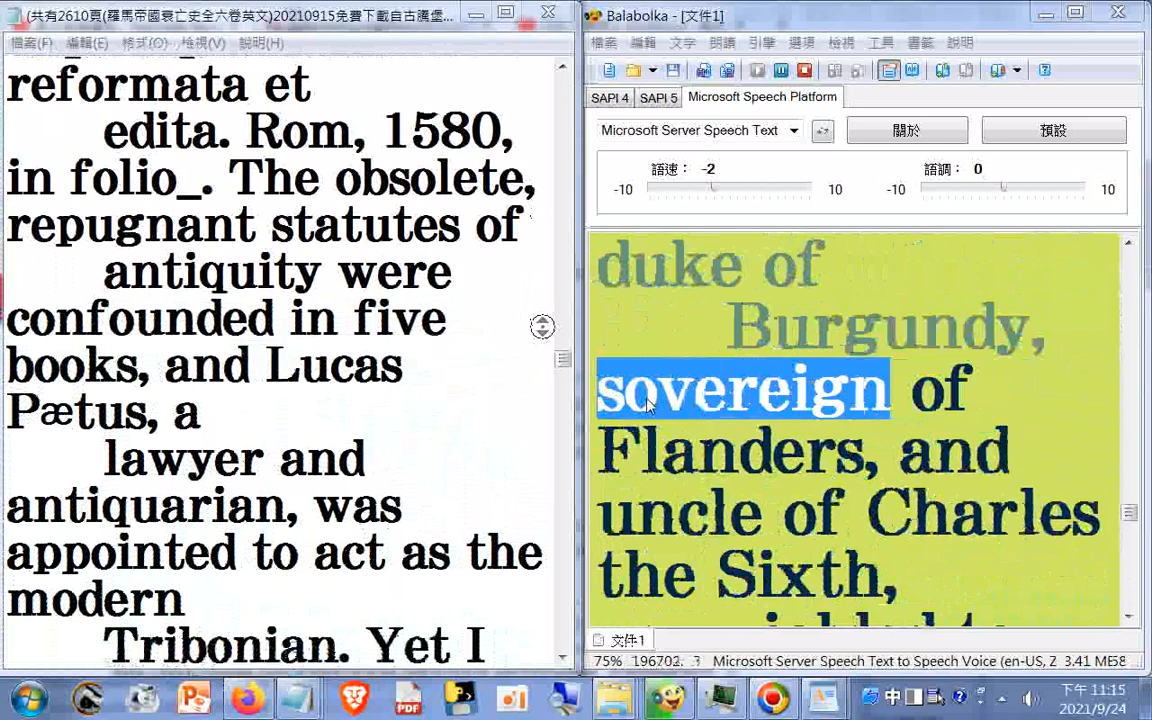 (共有2610頁(羅馬帝國衰亡史全六卷英文)20210915免費下載自古騰堡...
檔案(F) 編輯(E) 格式(O) 檢視(V) 說明(H)
reformata et
edita. Rom, 1580,
in folio_. The obsolete,
repugnant statutes of
antiquity were
confounded in five
books, and Lucas
Pætus, a
lawyer and
antiquarian, was
appointed to act as the
modern
Tribonian. Yet I
Balabolka - [文件1]
檔案 編輯 文字 朗讀 引擎 選項 檢視 工具 書籤 說明
SAPI 4 SAPI 5 Microsoft Speech Platform
Microsoft Server Speech Text 關於 預設
語速： -2 語調： 0
-10 10 -10 10
duke of
Burgundy,
sovereign of
Flanders, and
uncle of Charles
the Sixth,
文件1
75% Microsoft Server Speech Text to Speech Voice (en-US, Z 3.41 ME58
中
下午 11:15
2021/9/24